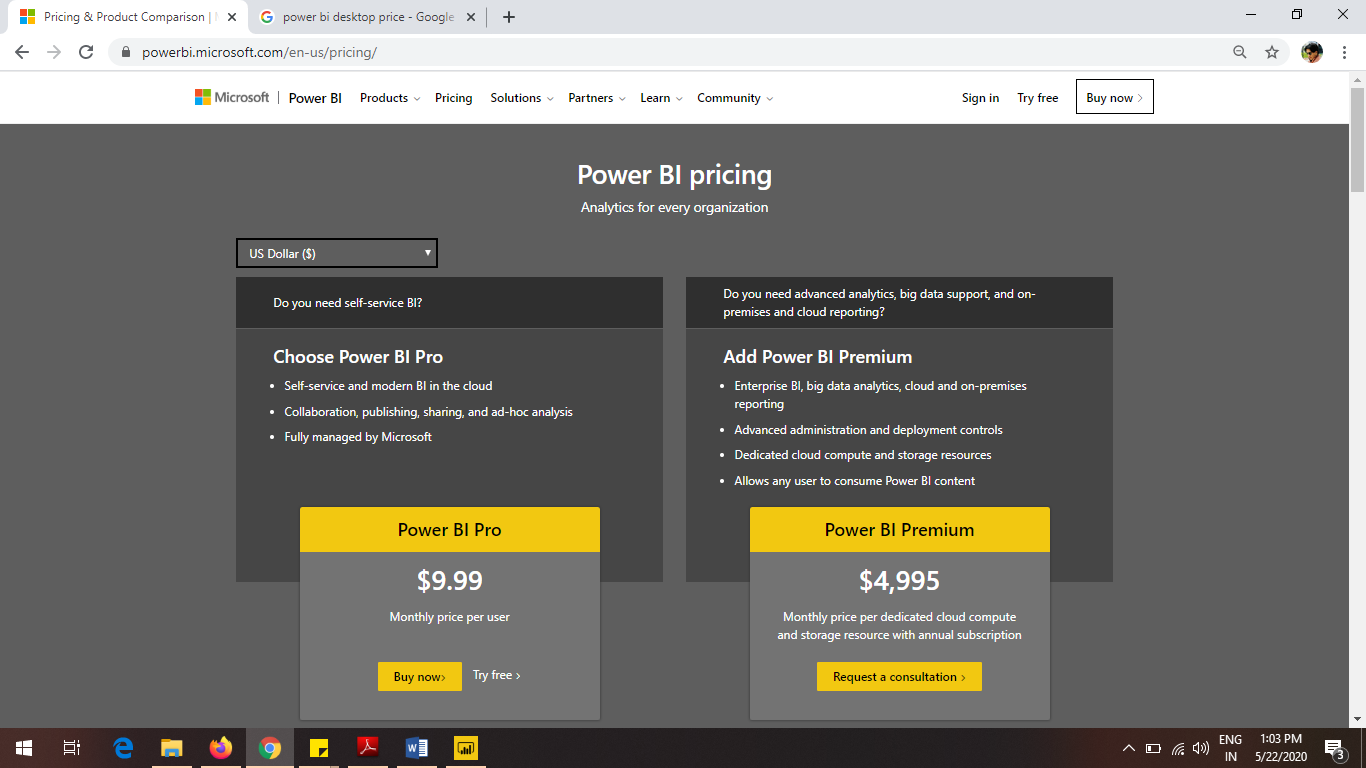 Pricing & Product Comparison |
power bi desktop price - Google
powerbi.microsoft.com/en-us/pricing/
Microsoft | Power BI Products Pricing Solutions Partners Learn Community Sign in Try free Buy now
Power BI pricing
Analytics for every organization
US Dollar ($)
Do you need self-service BI?
Choose Power BI Pro
• Self-service and modern BI in the cloud
• Collaboration, publishing, sharing, and ad-hoc analysis
• Fully managed by Microsoft
Power BI Pro
$9.99
Monthly price per user
Buy now› Try free ›
Do you need advanced analytics, big data support, and on-
premises and cloud reporting?
Add Power BI Premium
• Enterprise BI, big data analytics, cloud and on-premises
reporting
• Advanced administration and deployment controls
• Dedicated cloud compute and storage resources
• Allows any user to consume Power BI content
Power BI Premium
$4,995
Monthly price per dedicated cloud compute
and storage resource with annual subscription
Request a consultation ›
ENG
IN
1:03 PM
5/22/2020
3